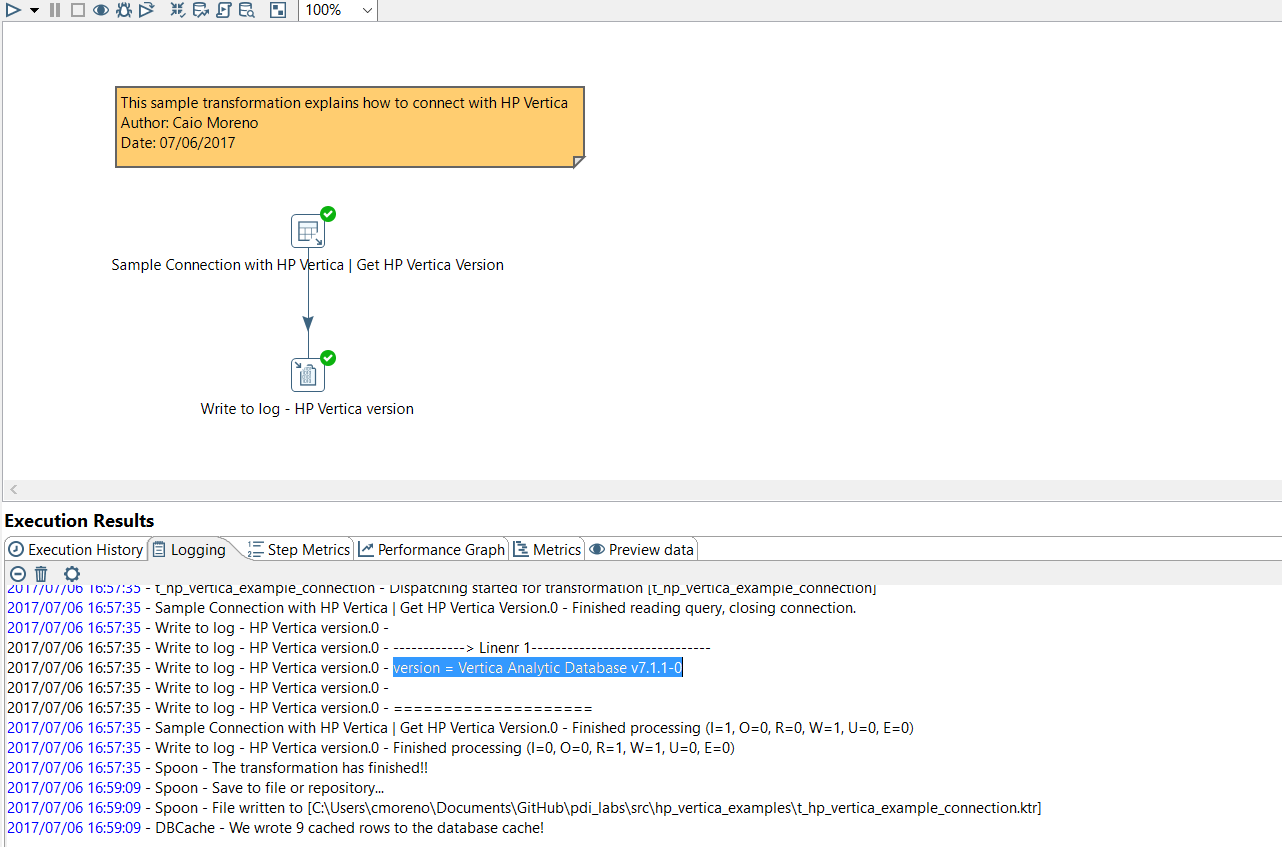 100%
This sample transformation explains how to connect with HP Vertica
Author: Caio Moreno
Date: 07/06/2017
Sample Connection with HP Vertica | Get HP Vertica Version
Write to log - HP Vertica version
Execution Results
Execution History Logging Step Metrics Performance Graph Metrics Preview data
2017/07/06 16:57:35 - t_hp_vertica_example_connection - Dispatching started for transformation [t_hp_vertica_example_connection]
2017/07/06 16:57:35 - Sample Connection with HP Vertica | Get HP Vertica Version.0 - Finished reading query, closing connection.
2017/07/06 16:57:35 - Write to log - HP Vertica version.0 -
2017/07/06 16:57:35 - Write to log - HP Vertica version.0 - ------------> Linenr 1------------------------------
2017/07/06 16:57:35 - Write to log - HP Vertica version.0 - version = Vertica Analytic Database v7.1.1-0
2017/07/06 16:57:35 - Write to log - HP Vertica version.0 -
2017/07/06 16:57:35 - Write to log - HP Vertica version.0 - ====================
2017/07/06 16:57:35 - Sample Connection with HP Vertica | Get HP Vertica Version.0 - Finished processing (I=1, O=0, R=0, W=1, U=0, E=0)
2017/07/06 16:57:35 - Write to log - HP Vertica version.0 - Finished processing (I=0, O=0, R=1, W=1, U=0, E=0)
2017/07/06 16:57:35 - Spoon - The transformation has finished!!
2017/07/06 16:59:09 - Spoon - Save to file or repository...
2017/07/06 16:59:09 - Spoon - File written to [C:\Users\cmoreno\Documents\GitHub\pdi_labs\src\hp_vertica_examples\t_hp_vertica_example_connection.ktr]
2017/07/06 16:59:09 - DBCache - We wrote 9 cached rows to the database cache!